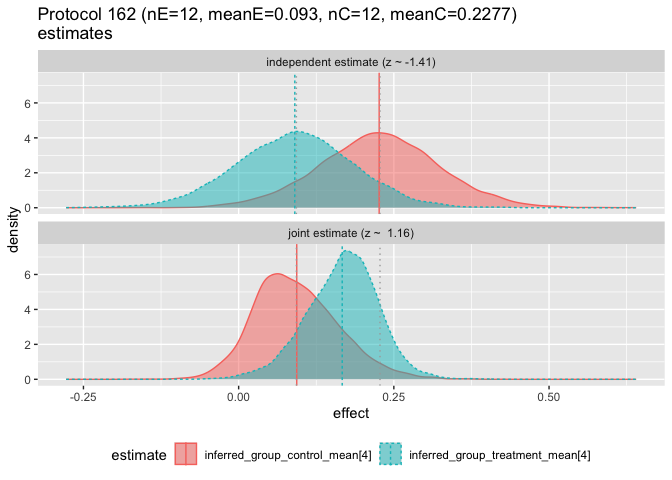 Protocol 162 (nE=12, meanE=0.093, nC=12, meanC=0.2277)
estimates
independent estimate (z ~ -1.41)
6
4
2
0
joint estimate (z ~  1.16)
6
4
2
0
density
-0.25
0.00
0.25
0.50
effect
estimate
inferred_group_control_mean[4]
inferred_group_treatment_mean[4]